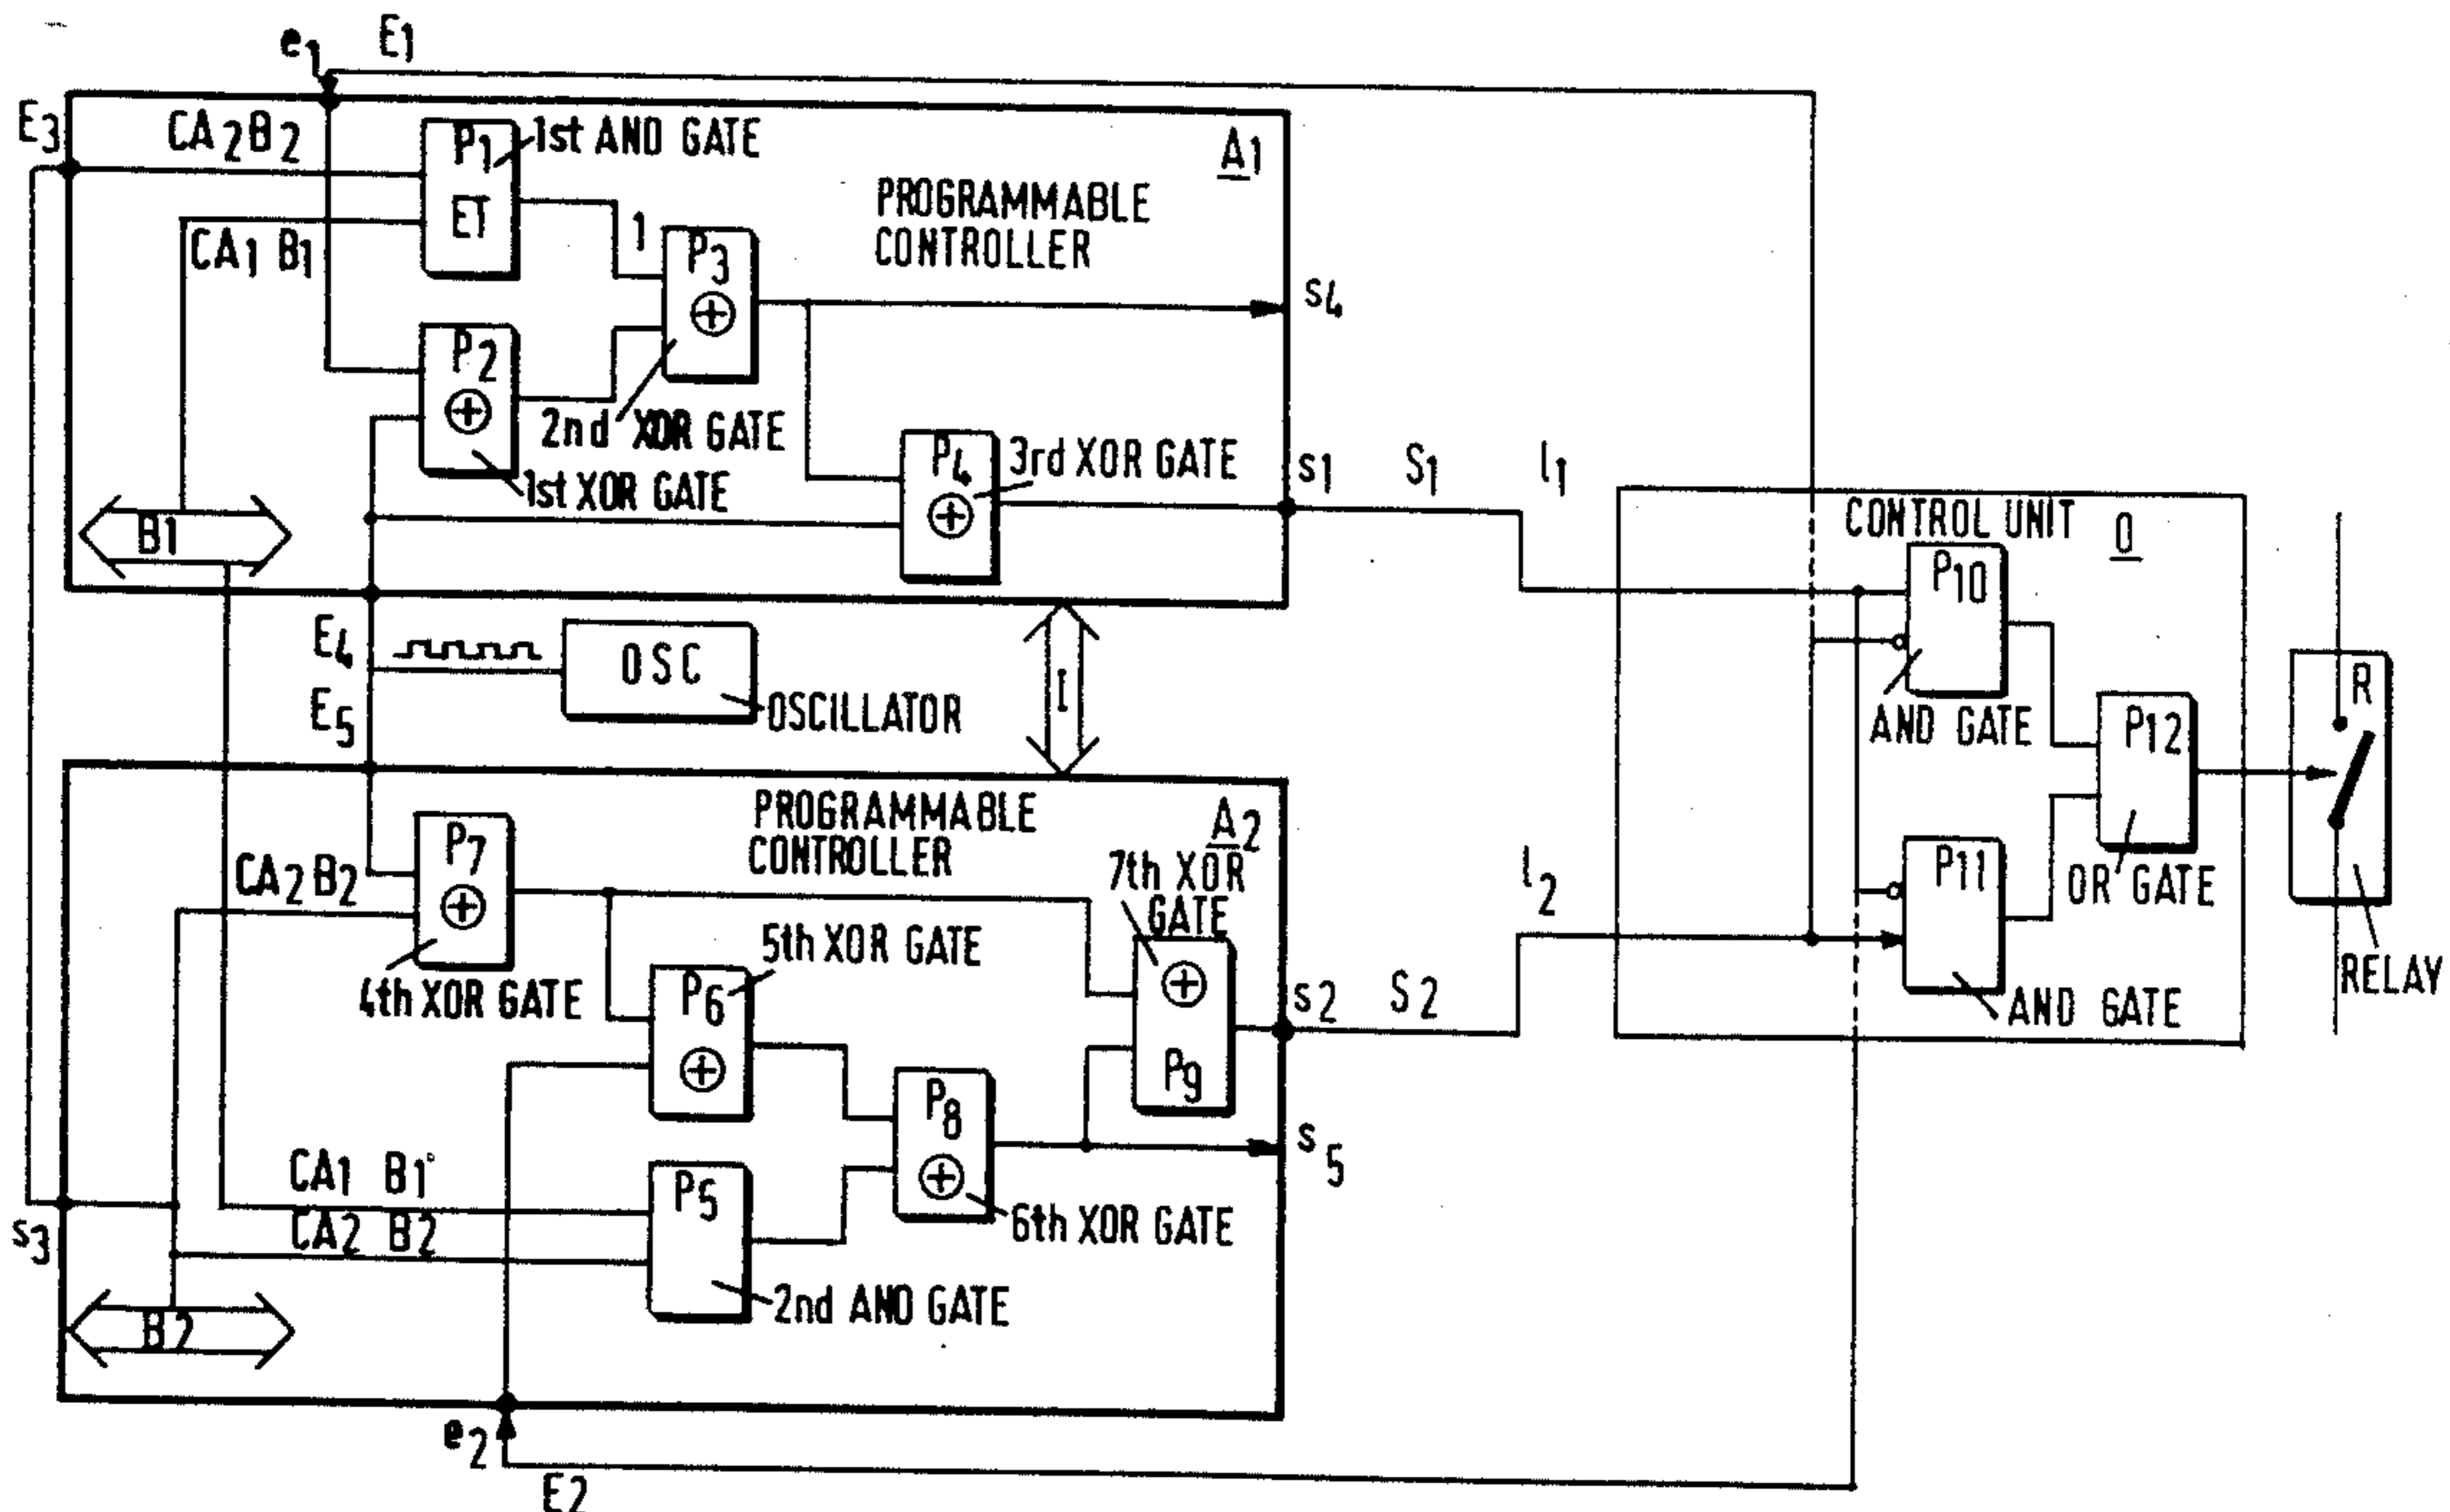 e1 E1
E3
CA2 B2
P1
ET
1st AND GATE
A1
PROGRAMMABLE
CONTROLLER
CA1 B1
1
P3
s4
P2
2nd XOR GATE
1st XOR GATE
P4
3rd XOR GATE
s1 S1 l1
B1
CONTROL UNIT O
P10
E4
OSC
OSCILLATOR
E5
I
AND GATE
P12
R
PROGRAMMABLE
CONTROLLER
A2
P7
CA2 B2
7th XOR
GATE
l2
P11
OR GATE
5th XOR GATE
4th XOR GATE
P6
P9
s2 S2
AND GATE
RELAY
P8
s5
CA1 B1
CA2 B2
P5
6th XOR GATE
s3
2nd AND GATE
B2
e2
E2